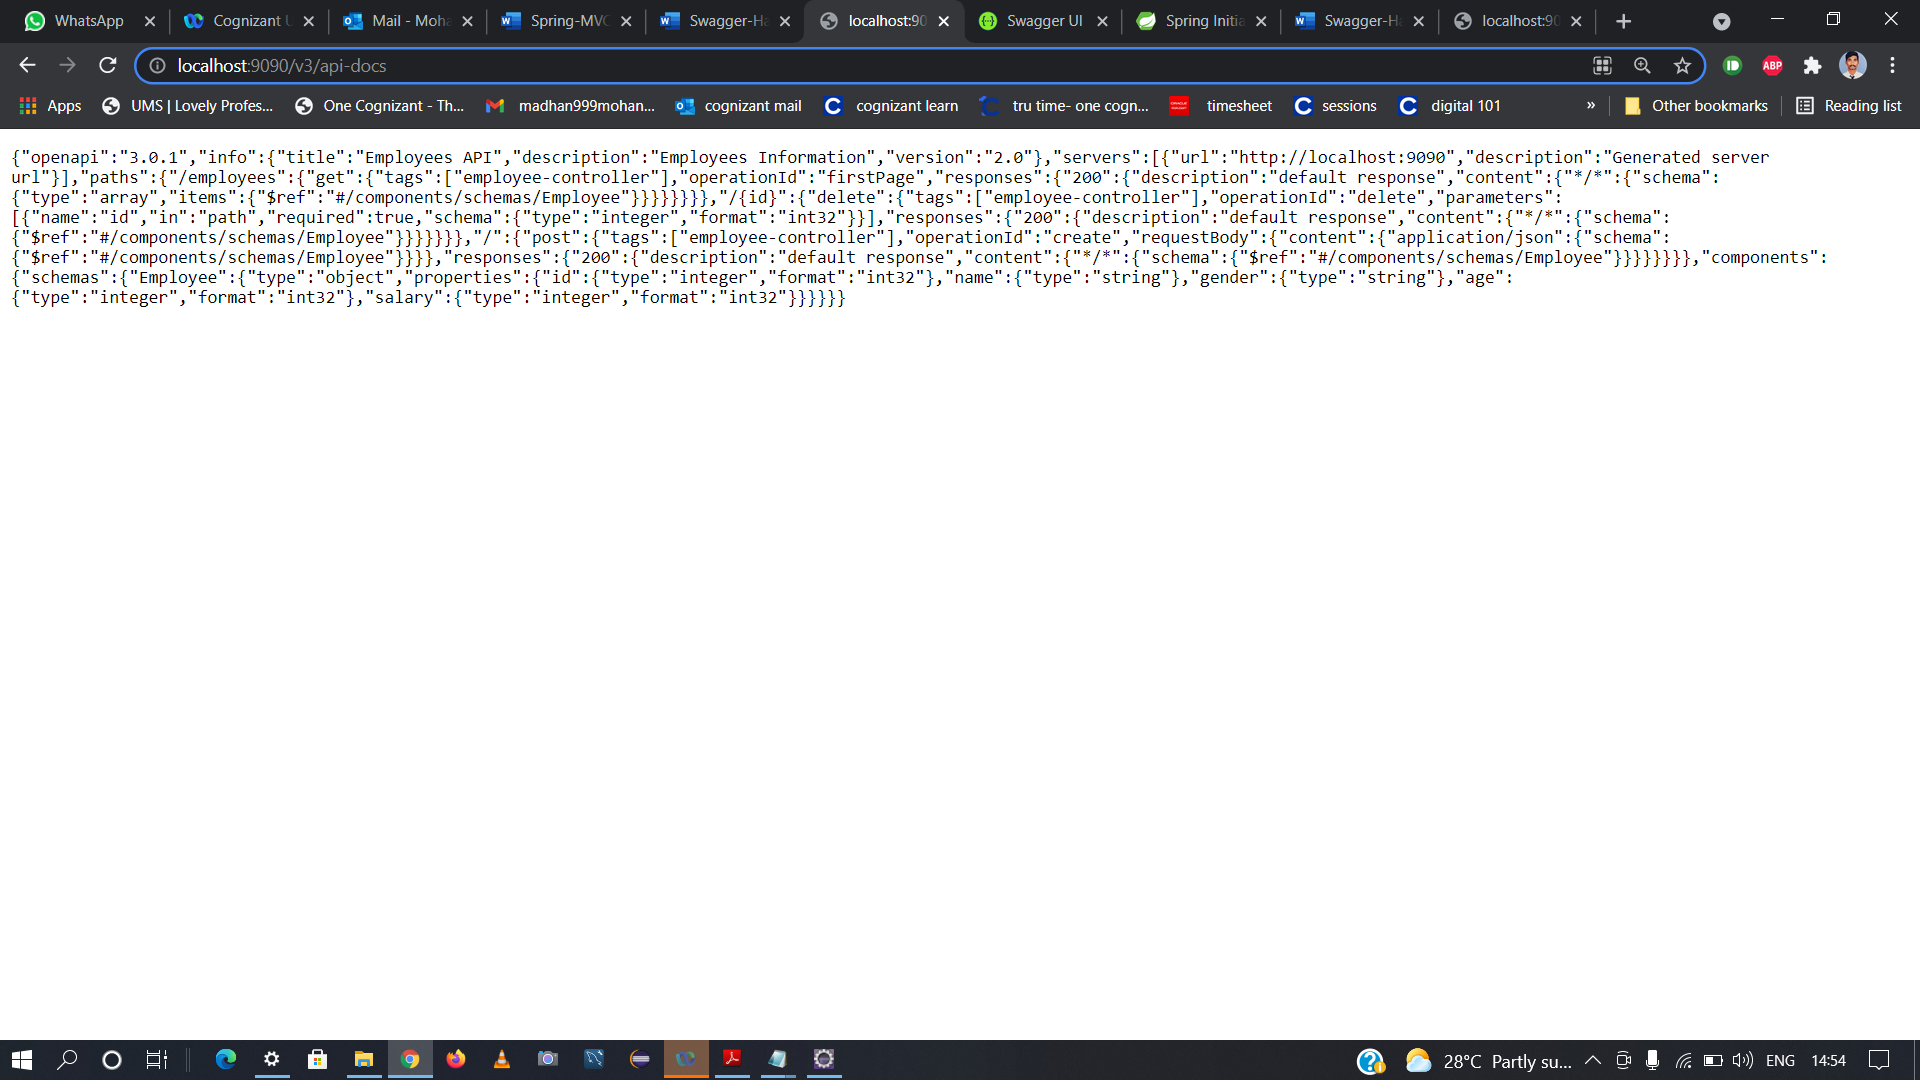 WhatsApp
Cognizant U
Mail - Moha
Spring-MVC
Swagger-Ha
localhost:90
Swagger UI
Spring Initia
Swagger-Ha
localhost:90
localhost:9090/v3/api-docs
ABP
Apps
UMS | Lovely Profes...
One Cognizant - Th...
madhan999mohan...
cognizant mail
cognizant learn
tru time- one cogn...
timesheet
sessions
digital 101
»
Other bookmarks
Reading list
{"openapi":"3.0.1","info":{"title":"Employees API","description":"Employees Information","version":"2.0"},"servers":[{"url":"http://localhost:9090","description":"Generated server
url"}],"paths":{"/employees":{"get":{"tags":["employee-controller"],"operationId":"firstPage","responses":{"200":{"description":"default response","content":{"*/*":{"schema":
{"type":"array","items":{"$ref":"#/components/schemas/Employee"}}}}}}}},"/{id}":{"delete":{"tags":["employee-controller"],"operationId":"delete","parameters":
[{"name":"id","in":"path","required":true,"schema":{"type":"integer","format":"int32"}}],"responses":{"200":{"description":"default response","content":{"*/*":{"schema":
{"$ref":"#/components/schemas/Employee"}}}}}}},"/":{"post":{"tags":["employee-controller"],"operationId":"create","requestBody":{"content":{"application/json":{"schema":
{"$ref":"#/components/schemas/Employee"}}}},"responses":{"200":{"description":"default response","content":{"*/*":{"schema":{"$ref":"#/components/schemas/Employee"}}}}}}}},"components":
{"schemas":{"Employee":{"type":"object","properties":{"id":{"type":"integer","format":"int32"},"name":{"type":"string"},"gender":{"type":"string"},"age":
{"type":"integer","format":"int32"},"salary":{"type":"integer","format":"int32"}}}}}}
28°C Partly su...
ENG
14:54